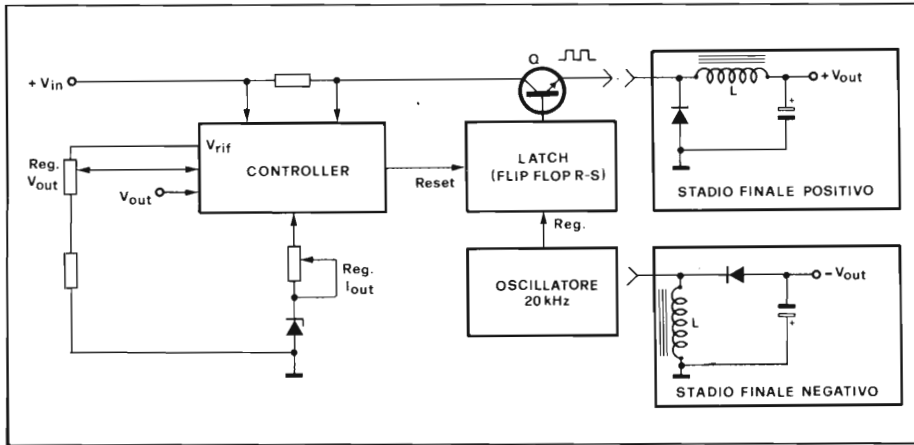 + Vin
Q
L
+Vout
STADIO FINALE POSITIVO
Vrif
CONTROLLER
Reg.
Vout
Vout
Reset
LATCH
(FLIP FLOP R-S)
Reg.
Reg.
Iout
OSCILLATORE
20 kHz
L
-Vout
STADIO FINALE NEGATIVO
+
+